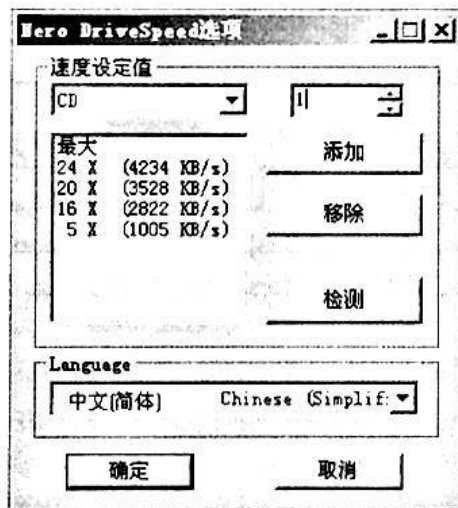 Nero DriveSpeed选项
速度设定值
CD
1
最大
24 X (4234 KB/s)
20 X (3528 KB/s)
16 X (2822 KB/s)
5 X (1005 KB/s)
添加
移除
检测
Language
中文(简体) Chinese (Simplif:
确定
取消